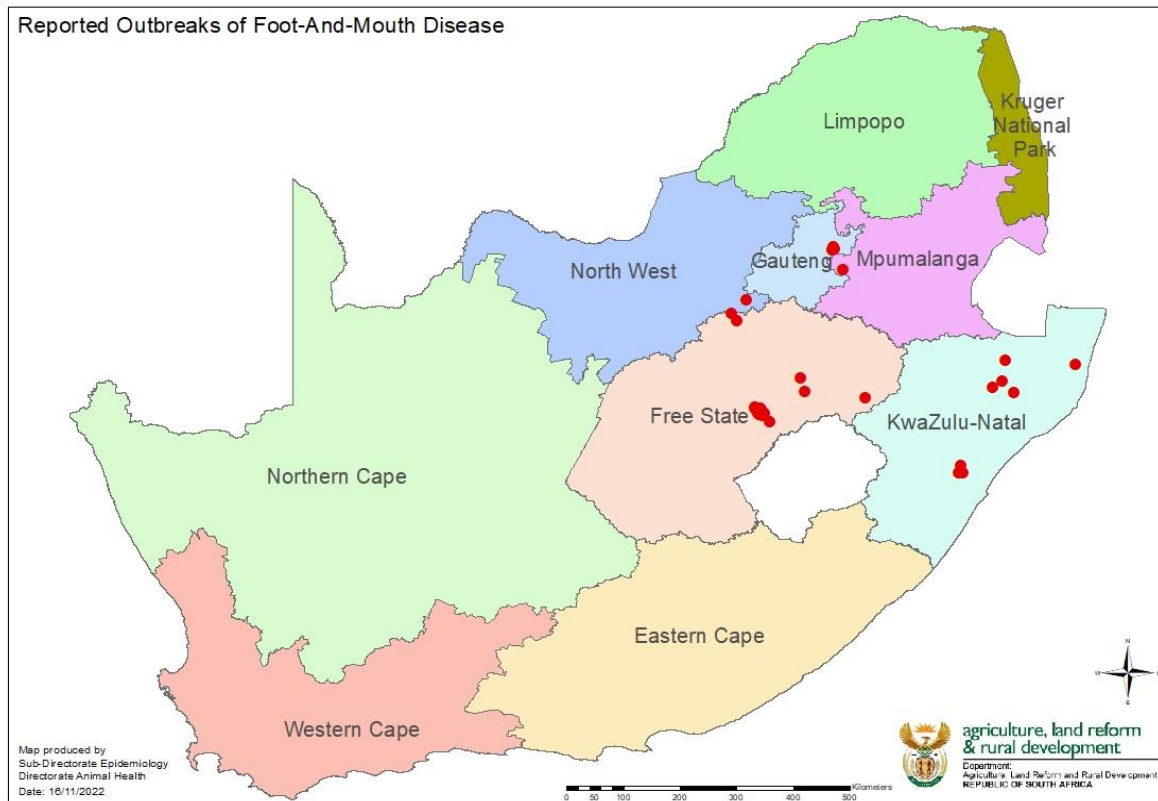 Reported Outbreaks of Foot-And-Mouth Disease
Limpopo
Kruger
National
Park
North West
Gauteng
Mpumalanga
Free State
KwaZulu-Natal
Northern Cape
Eastern Cape
Western Cape
N
W
S
Map produced by
Sub-Directorate Epidemiology
Directorate Animal Health
Date: 16/11/2022
Kilometers
0 50 100 200 300 400 500
agriculture, land reform
& rural development
Department:
Agriculture, Land Reform and Rural Development
REPUBLIC OF SOUTH AFRICA